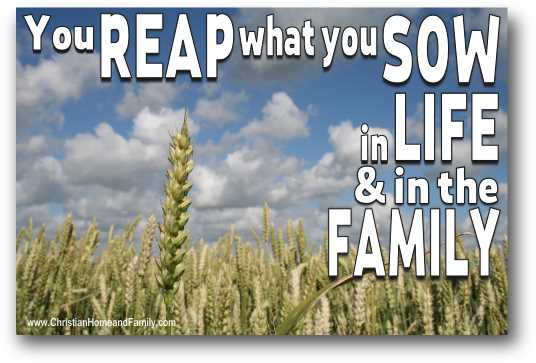 You REAP what you SOW
in LIFE
& in the
FAMILY
www.ChristianHomeandFamily.com